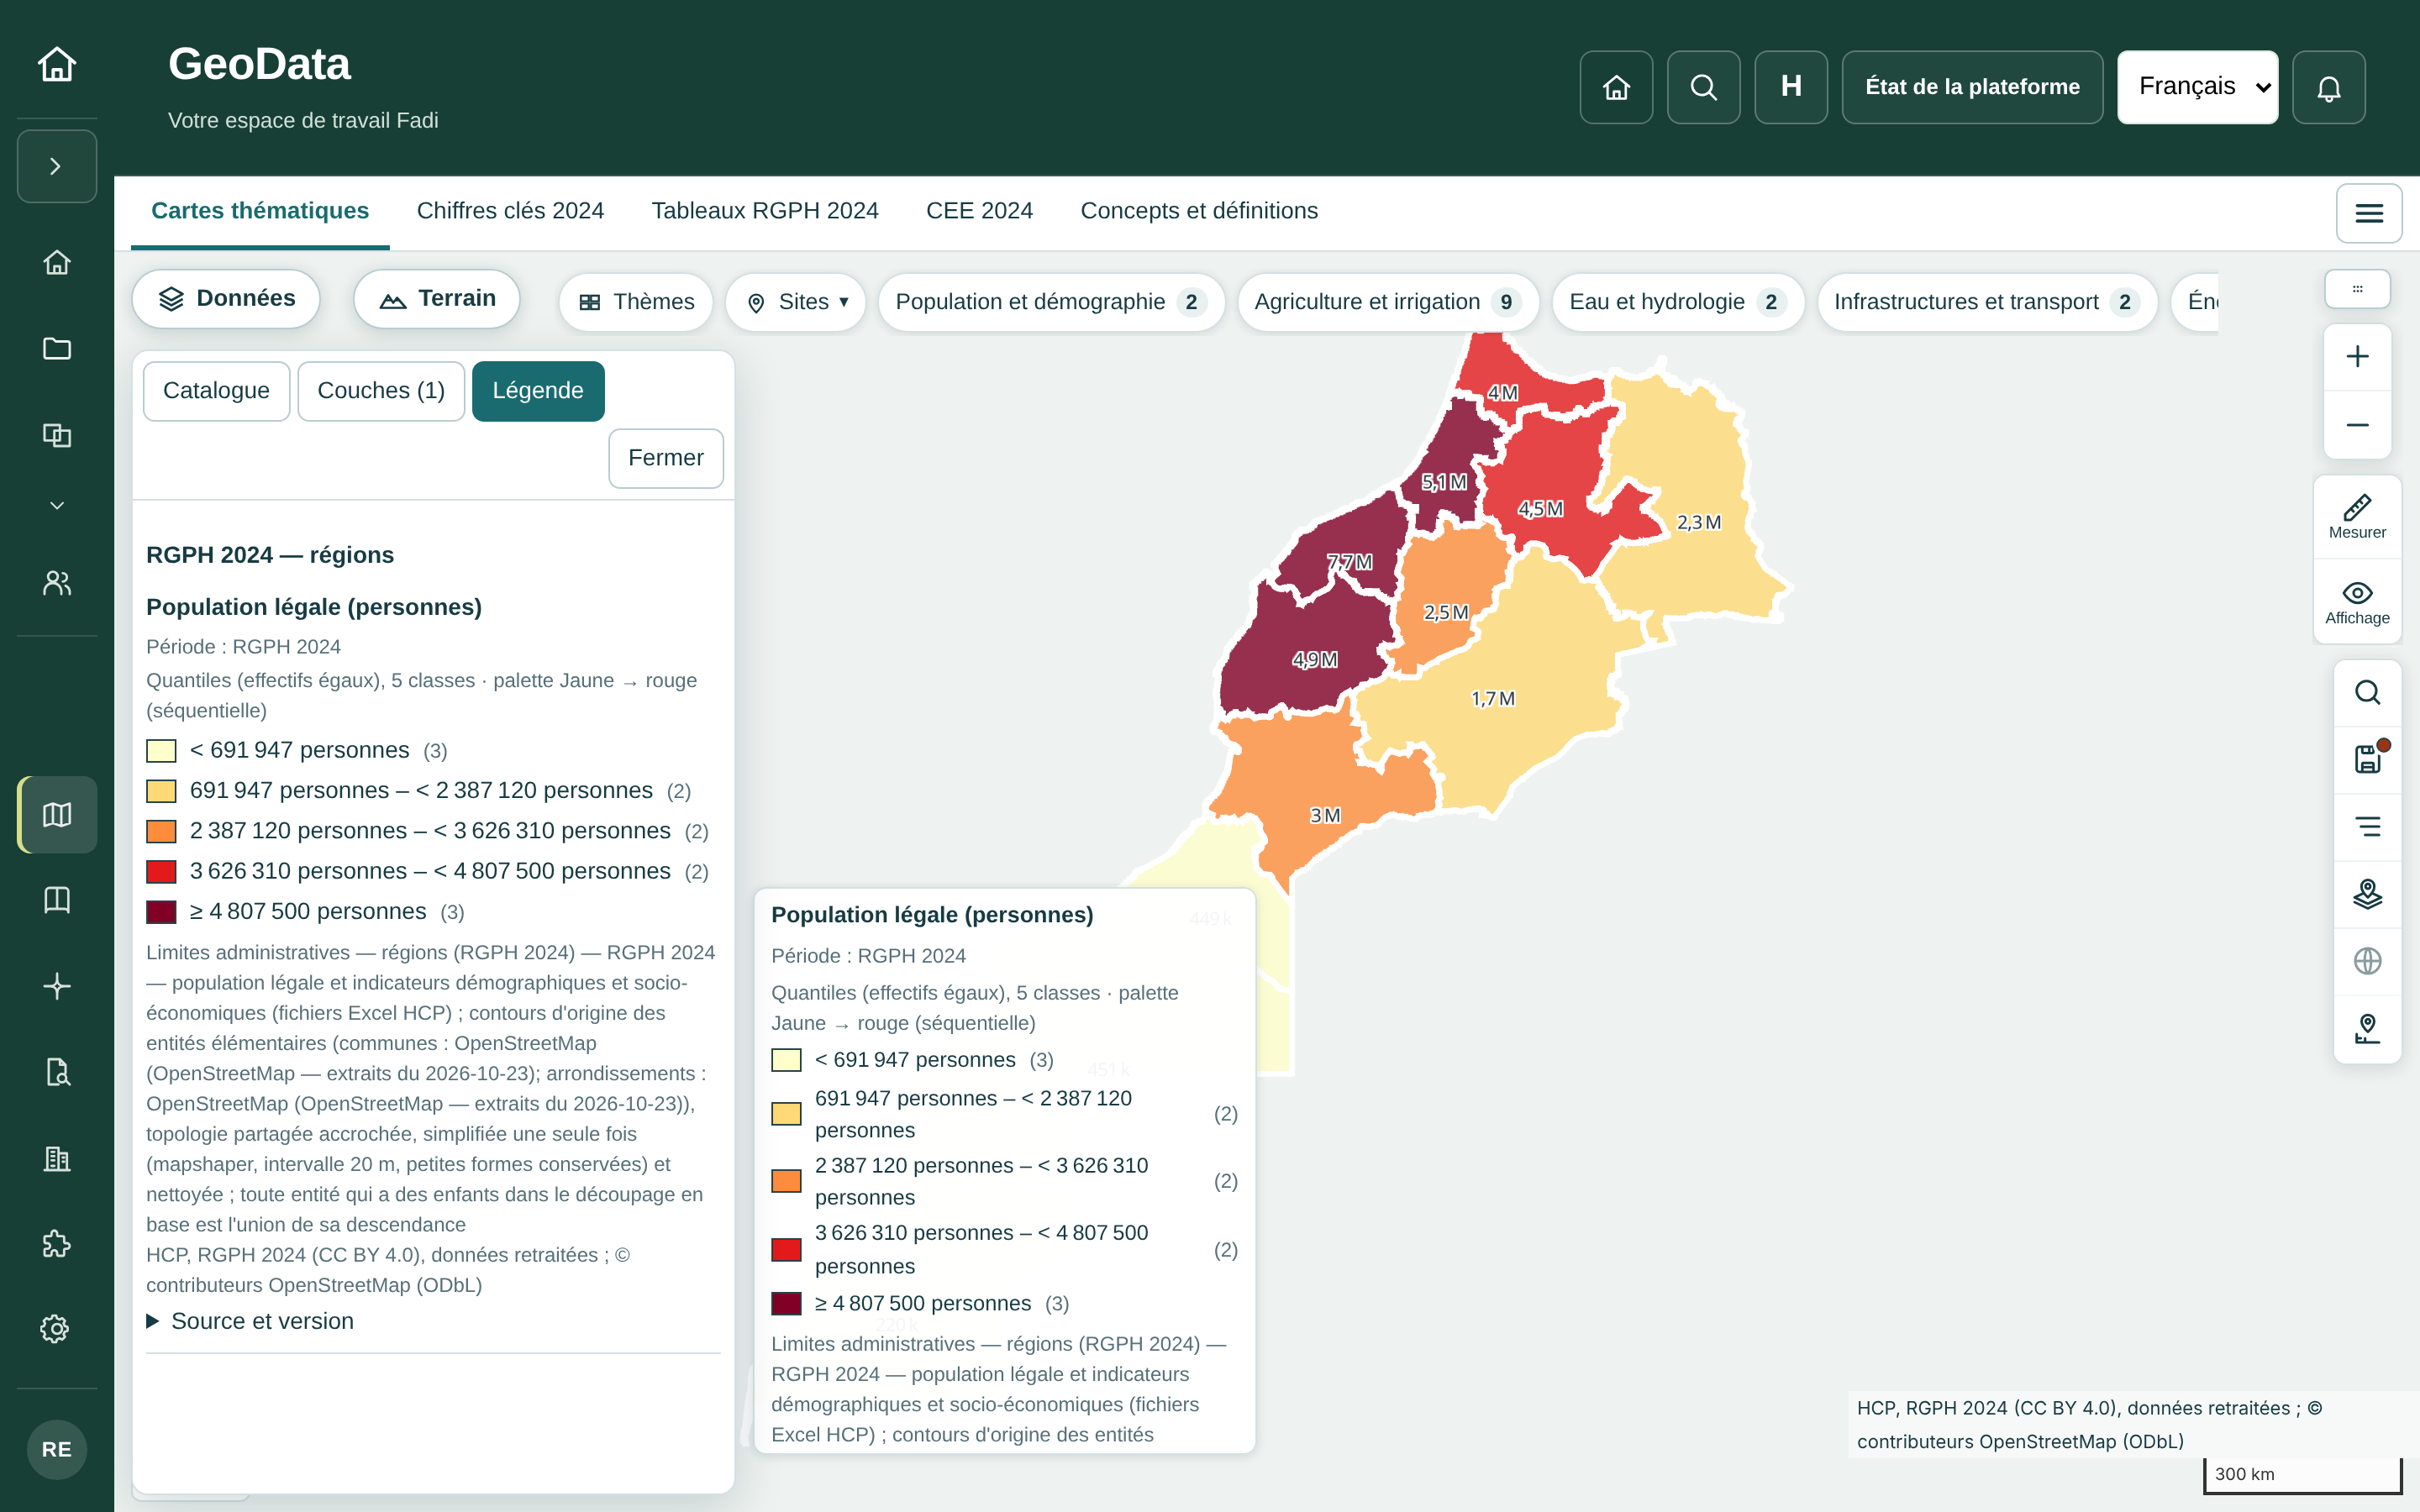 GeoData
Votre espace de travail Fadi
H
État de la plateforme
Français
Cartes thématiques
Chiffres clés 2024
Tableaux RGPH 2024
CEE 2024
Concepts et définitions
Données
Terrain
Thèmes
Sites ▾
Population et démographie 2
Agriculture et irrigation 9
Eau et hydrologie 2
Infrastructures et transport 2
Catalogue
Couches (1)
Légende
Fermer
RGPH 2024 — régions
Population légale (personnes)
Période : RGPH 2024
Quantiles (effectifs égaux), 5 classes · palette Jaune → rouge
(séquentielle)
< 691 947 personnes (3)
691 947 personnes – < 2 387 120 personnes (2)
2 387 120 personnes – < 3 626 310 personnes (2)
3 626 310 personnes – < 4 807 500 personnes (2)
≥ 4 807 500 personnes (3)
Limites administratives — régions (RGPH 2024) — RGPH 2024
— population légale et indicateurs démographiques et socio-
économiques (fichiers Excel HCP) ; contours d'origine des
entités élémentaires (communes : OpenStreetMap
(OpenStreetMap — extraits du 2026-10-23); arrondissements :
OpenStreetMap (OpenStreetMap — extraits du 2026-10-23)),
topologie partagée accrochée, simplifiée une seule fois
(mapshaper, intervalle 20 m, petites formes conservées) et
nettoyée ; toute entité qui a des enfants dans le découpage en
base est l'union de sa descendance
HCP, RGPH 2024 (CC BY 4.0), données retraitées ; ©
contributeurs OpenStreetMap (ODbL)
Source et version
RE
4 M
5,1 M
4,5 M
2,3 M
7,7 M
2,5 M
4,9 M
1,7 M
3 M
Population légale (personnes)
449 k
Période : RGPH 2024
Quantiles (effectifs égaux), 5 classes · palette
Jaune → rouge (séquentielle)
< 691 947 personnes (3)
451 k
691 947 personnes – < 2 387 120
personnes
(2)
2 387 120 personnes – < 3 626 310
personnes
(2)
3 626 310 personnes – < 4 807 500
personnes
(2)
≥ 4 807 500 personnes (3)
220 k
Limites administratives — régions (RGPH 2024) —
RGPH 2024 — population légale et indicateurs
démographiques et socio-économiques (fichiers
Excel HCP) ; contours d'origine des entités
Mesurer
Affichage
HCP, RGPH 2024 (CC BY 4.0), données retraitées ; ©
contributeurs OpenStreetMap (ODbL)
300 km